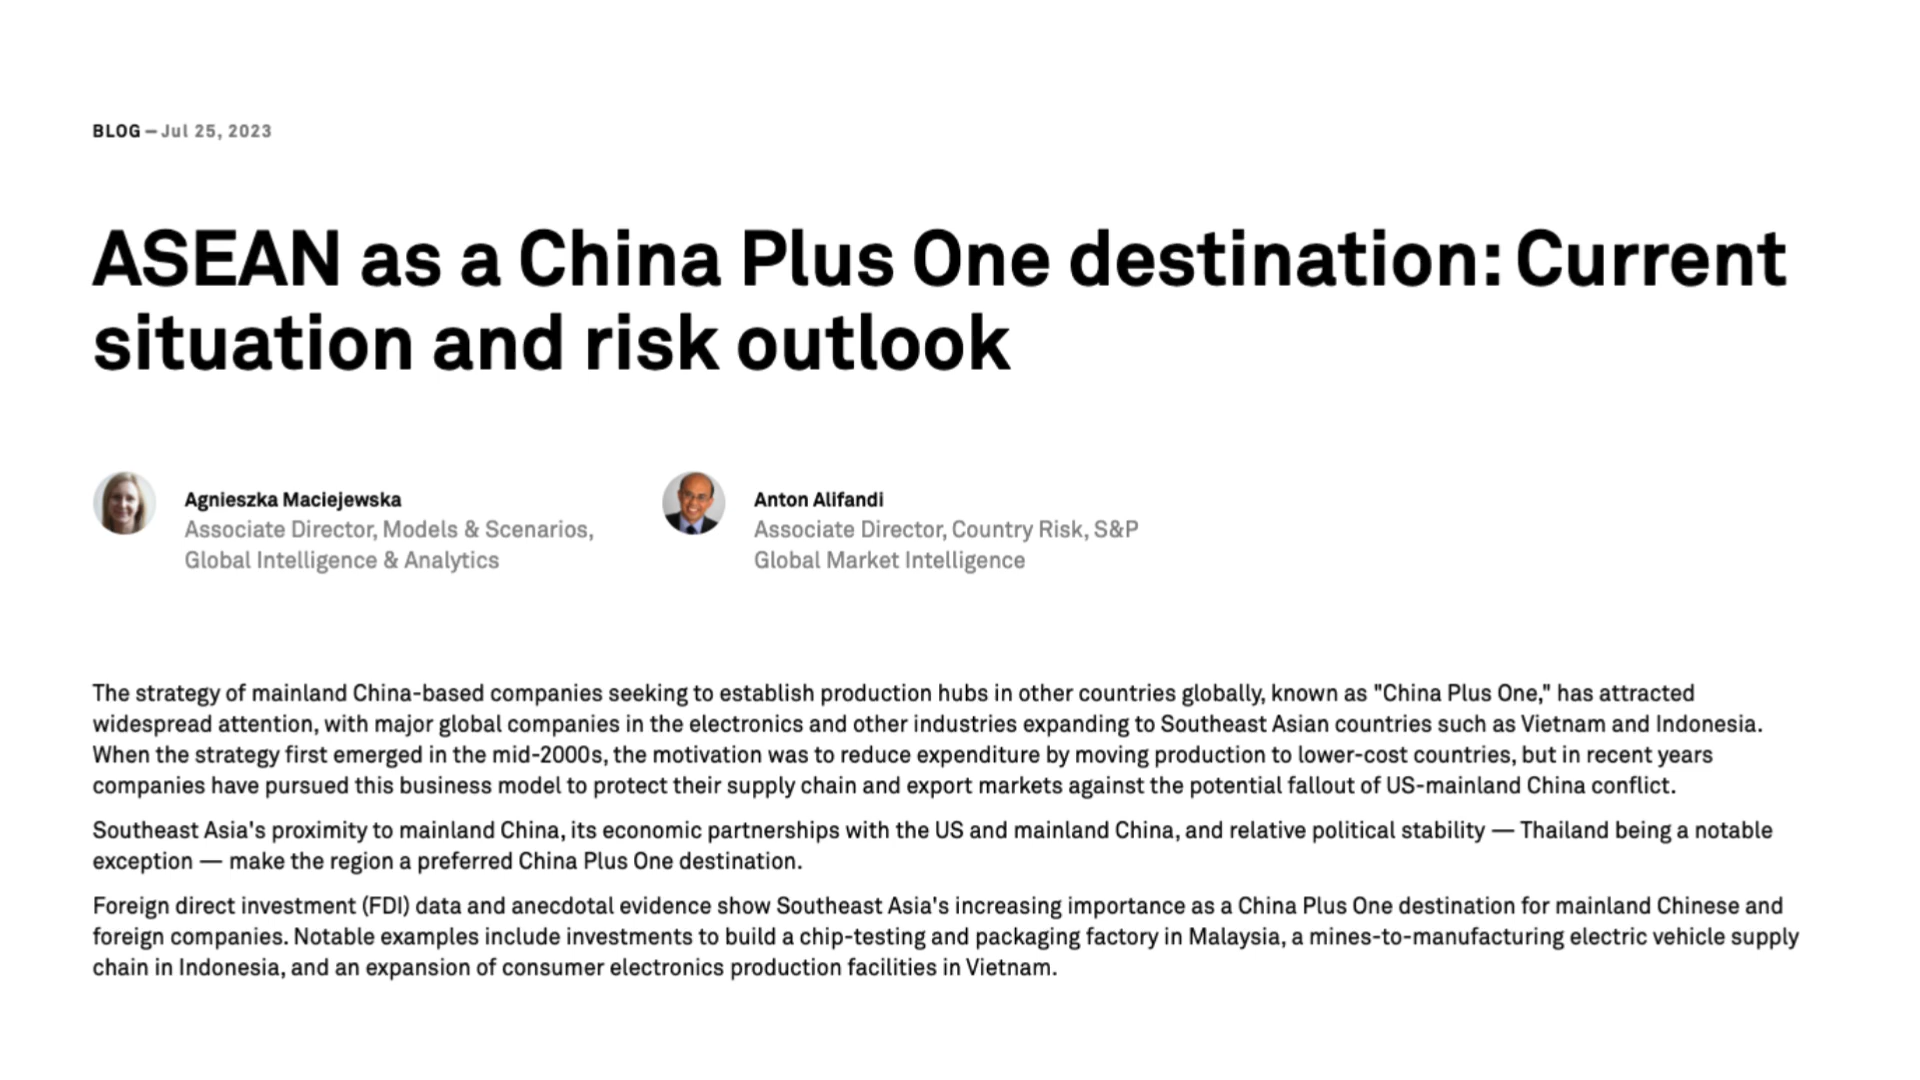 BLOG — Jul 25, 2023
ASEAN as a China Plus One destination: Current
situation and risk outlook
Agnieszka Maciejewska
Associate Director, Models & Scenarios,
Global Intelligence & Analytics
Anton Alifandi
Associate Director, Country Risk, S&P
Global Market Intelligence
The strategy of mainland China-based companies seeking to establish production hubs in other countries globally, known as "China Plus One," has attracted
widespread attention, with major global companies in the electronics and other industries expanding to Southeast Asian countries such as Vietnam and Indonesia.
When the strategy first emerged in the mid-2000s, the motivation was to reduce expenditure by moving production to lower-cost countries, but in recent years
companies have pursued this business model to protect their supply chain and export markets against the potential fallout of US-mainland China conflict.
Southeast Asia's proximity to mainland China, its economic partnerships with the US and mainland China, and relative political stability — Thailand being a notable
exception — make the region a preferred China Plus One destination.
Foreign direct investment (FDI) data and anecdotal evidence show Southeast Asia's increasing importance as a China Plus One destination for mainland Chinese and
foreign companies. Notable examples include investments to build a chip-testing and packaging factory in Malaysia, a mines-to-manufacturing electric vehicle supply
chain in Indonesia, and an expansion of consumer electronics production facilities in Vietnam.